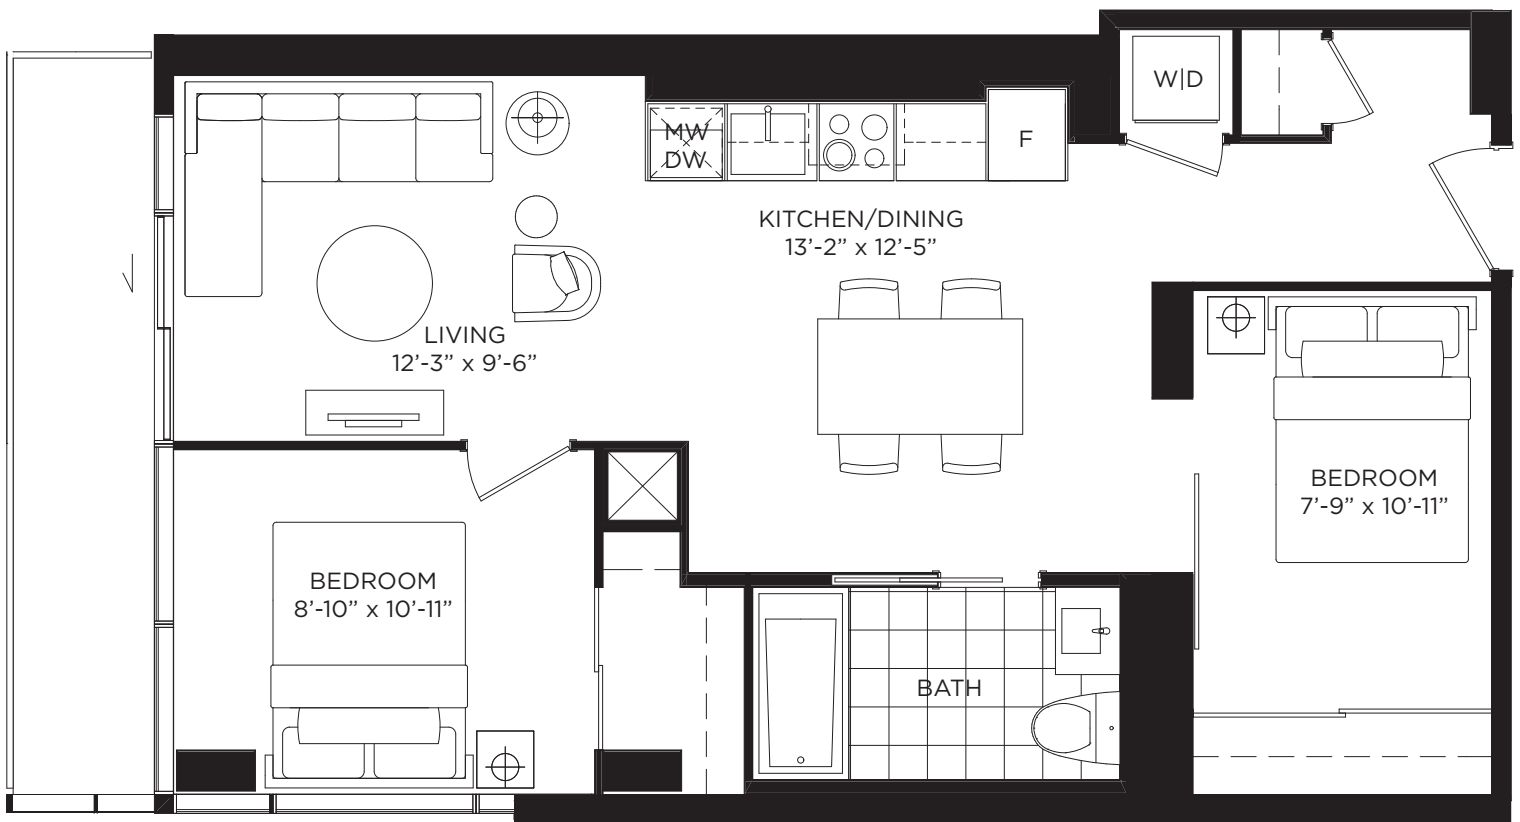 W|D
MW
DW
F
KITCHEN/DINING
13'-2” x 12'-5”
LIVING
12'-3” x 9'-6”
BEDROOM
7'-9” x 10'-11”
BEDROOM
8'-10” x 10'-11”
BATH